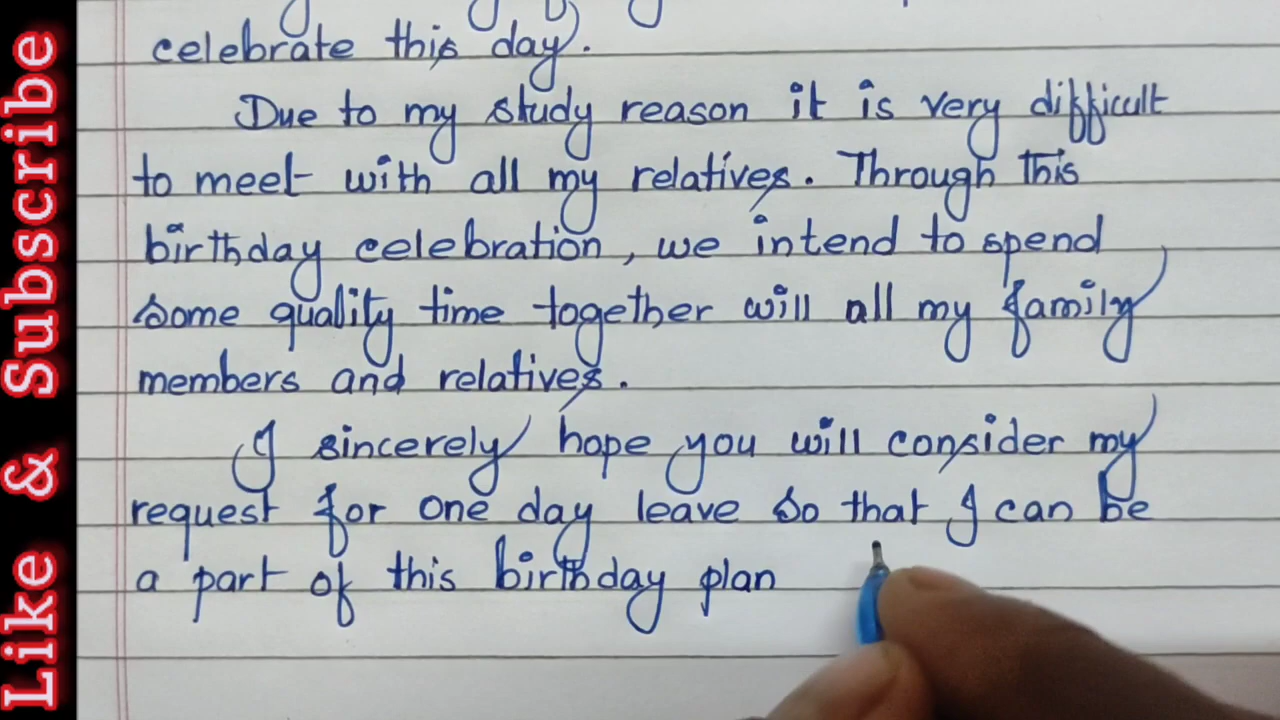 celebrate this day.
Due to my study reason it is very difficult
to meet with all my relatives. Through this
birthday celebration, we intend to spend
some quality time together will all my family
members and relatives.
I sincerely hope you will consider my
request for one day leave so that I can be
a part of this birthday plan
Like & Subscribe